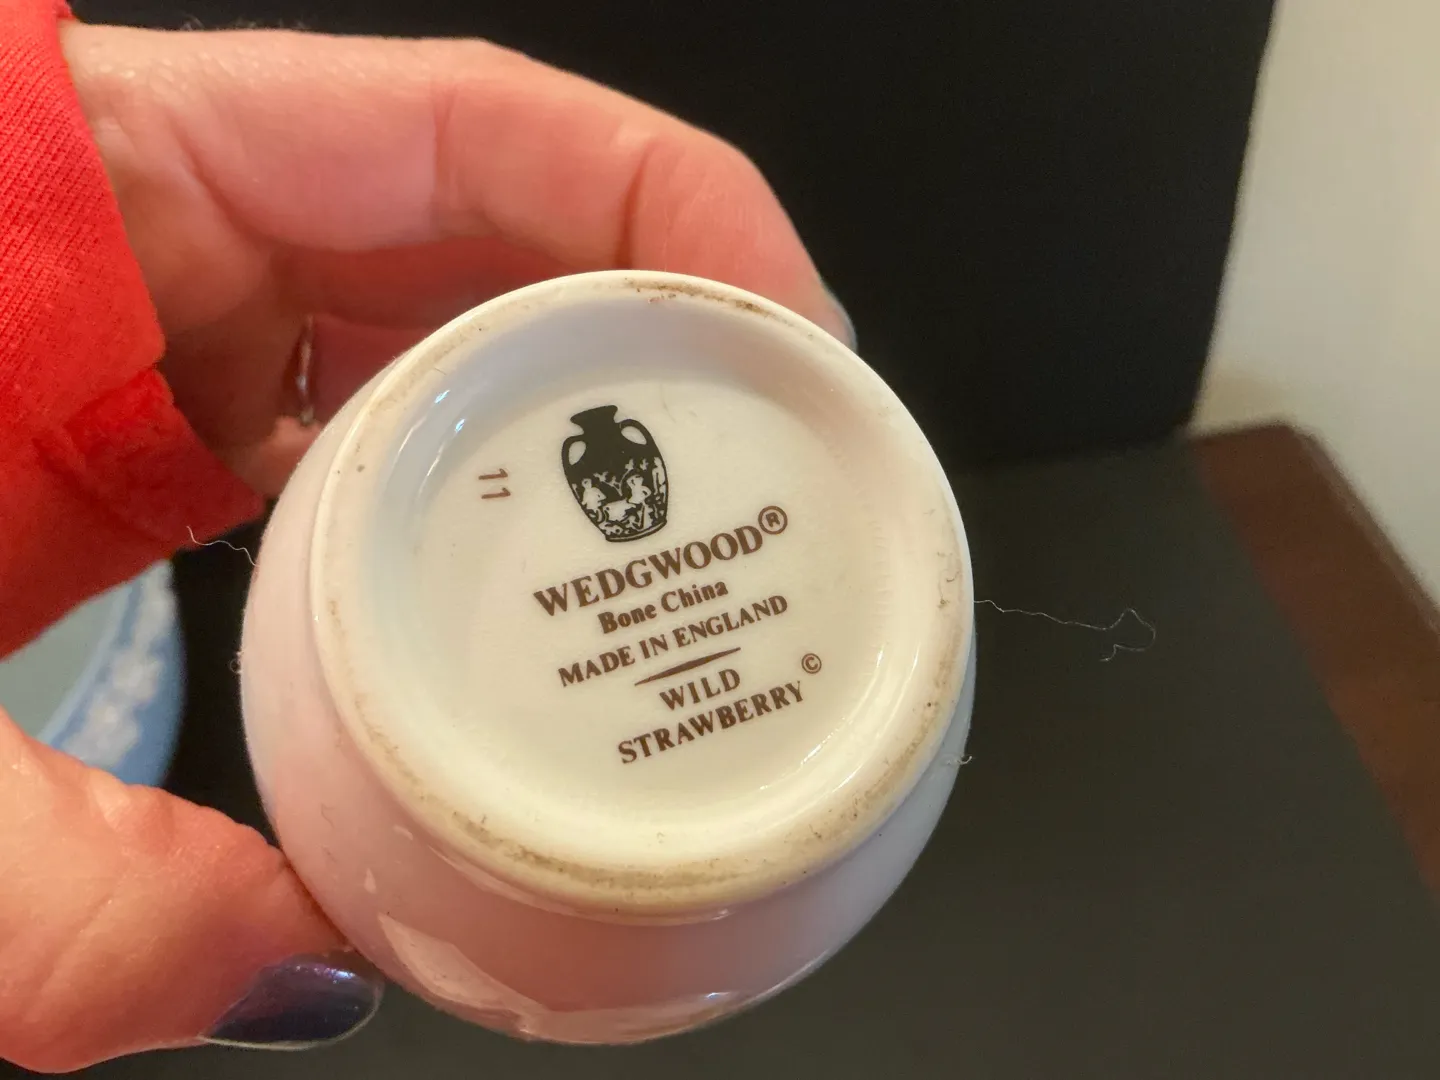 11
WEDGWOOD®
Bone China
MADE IN ENGLAND
WILD
STRAWBERRY ©